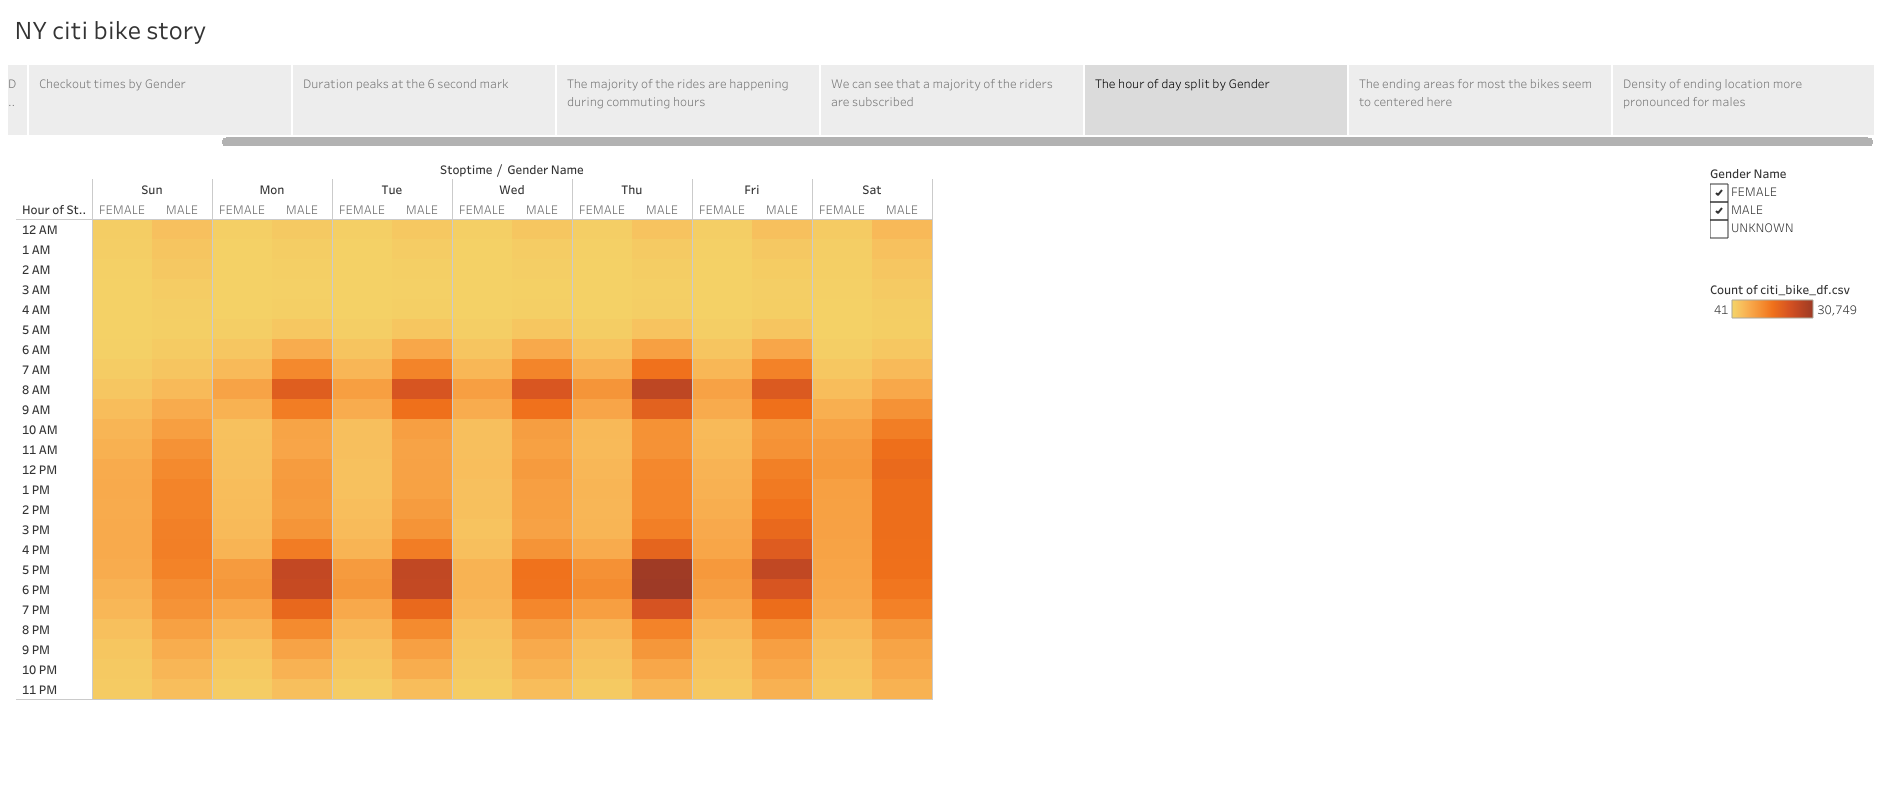 NY citi bike story
D
..
Checkout times by Gender
Duration peaks at the 6 second mark
The majority of the rides are happening
during commuting hours
We can see that a majority of the riders
are subscribed
The hour of day split by Gender
The ending areas for most the bikes seem
to centered here
Density of ending location more
pronounced for males
Stoptime / Gender Name
Sun Mon Tue Wed Thu Fri Sat
Hour of St.. FEMALE MALE FEMALE MALE FEMALE MALE FEMALE MALE FEMALE MALE FEMALE MALE FEMALE MALE
12 AM
1 AM
2 AM
3 AM
4 AM
5 AM
6 AM
7 AM
8 AM
9 AM
10 AM
11 AM
12 PM
1 PM
2 PM
3 PM
4 PM
5 PM
6 PM
7 PM
8 PM
9 PM
10 PM
11 PM
Gender Name
FEMALE
MALE
UNKNOWN
Count of citi_bike_df.csv
41 30,749